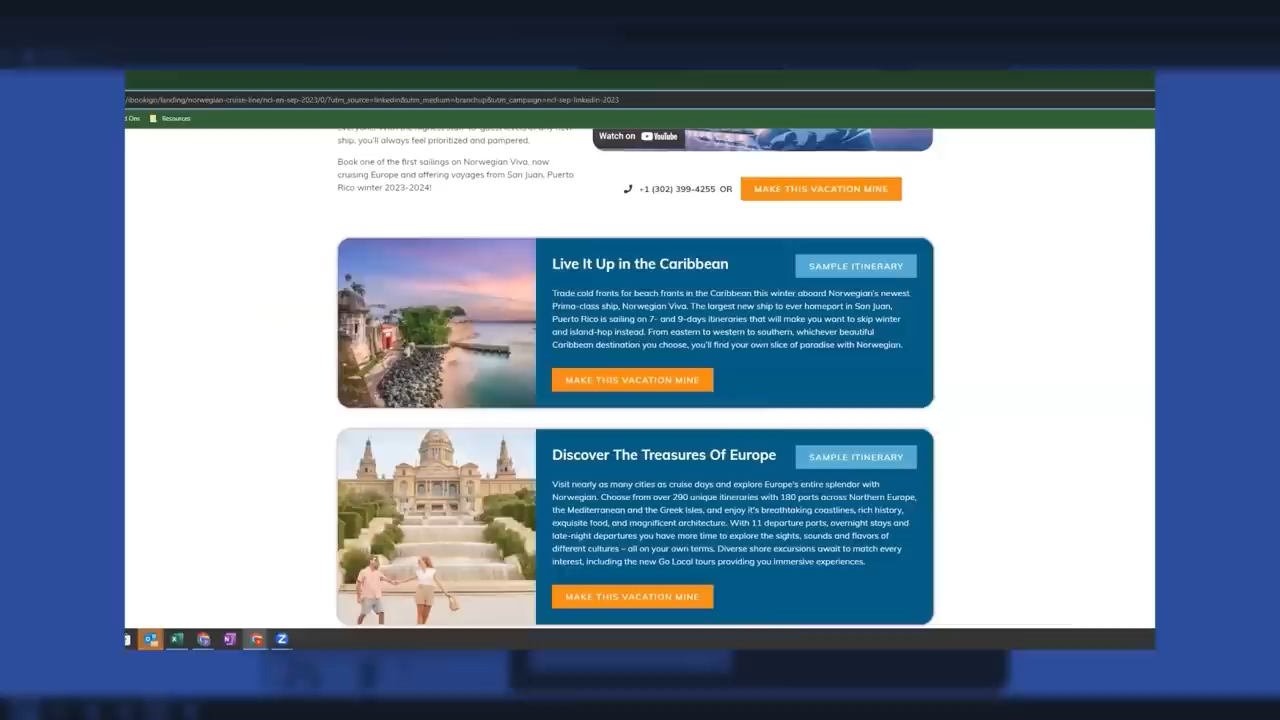 /ibookigo/landing/norwegian-cruise-line/ncl-en-sep-2023/0/?utm_source=linkedin&utm_medium=branchup&utm_campaign=ncl-sep-linkedin-2023
d Ons Resources
ship, you'll always feel prioritized and pampered.
Book one of the first sailings on Norwegian Viva, now
cruising Europe and offering voyages from San Juan, Puerto
Rico winter 2023-2024!
Watch on YouTube
+1 (302) 399-4255 OR MAKE THIS VACATION MINE
Live It Up in the Caribbean
SAMPLE ITINERARY
Trade cold fronts for beach fronts in the Caribbean this winter aboard Norwegian's newest
Prima-class ship, Norwegian Viva. The largest new ship to ever homeport in San Juan,
Puerto Rico is sailing on 7- and 9-days itineraries that will make you want to skip winter
and island-hop instead. From eastern to western to southern, whichever beautiful
Caribbean destination you choose, you'll find your own slice of paradise with Norwegian.
MAKE THIS VACATION MINE
Discover The Treasures Of Europe
SAMPLE ITINERARY
Visit nearly as many cities as cruise days and explore Europe's entire splendor with
Norwegian. Choose from over 290 unique itineraries with 180 ports across Northern Europe,
the Mediterranean and the Greek Isles, and enjoy it's breathtaking coastlines, rich history,
exquisite food, and magnificent architecture. With 11 departure ports, overnight stays and
late-night departures you have more time to explore the sights, sounds and flavors of
different cultures – all on your own terms. Diverse shore excursions await to match every
interest, including the new Go Local tours providing you immersive experiences.
MAKE THIS VACATION MINE